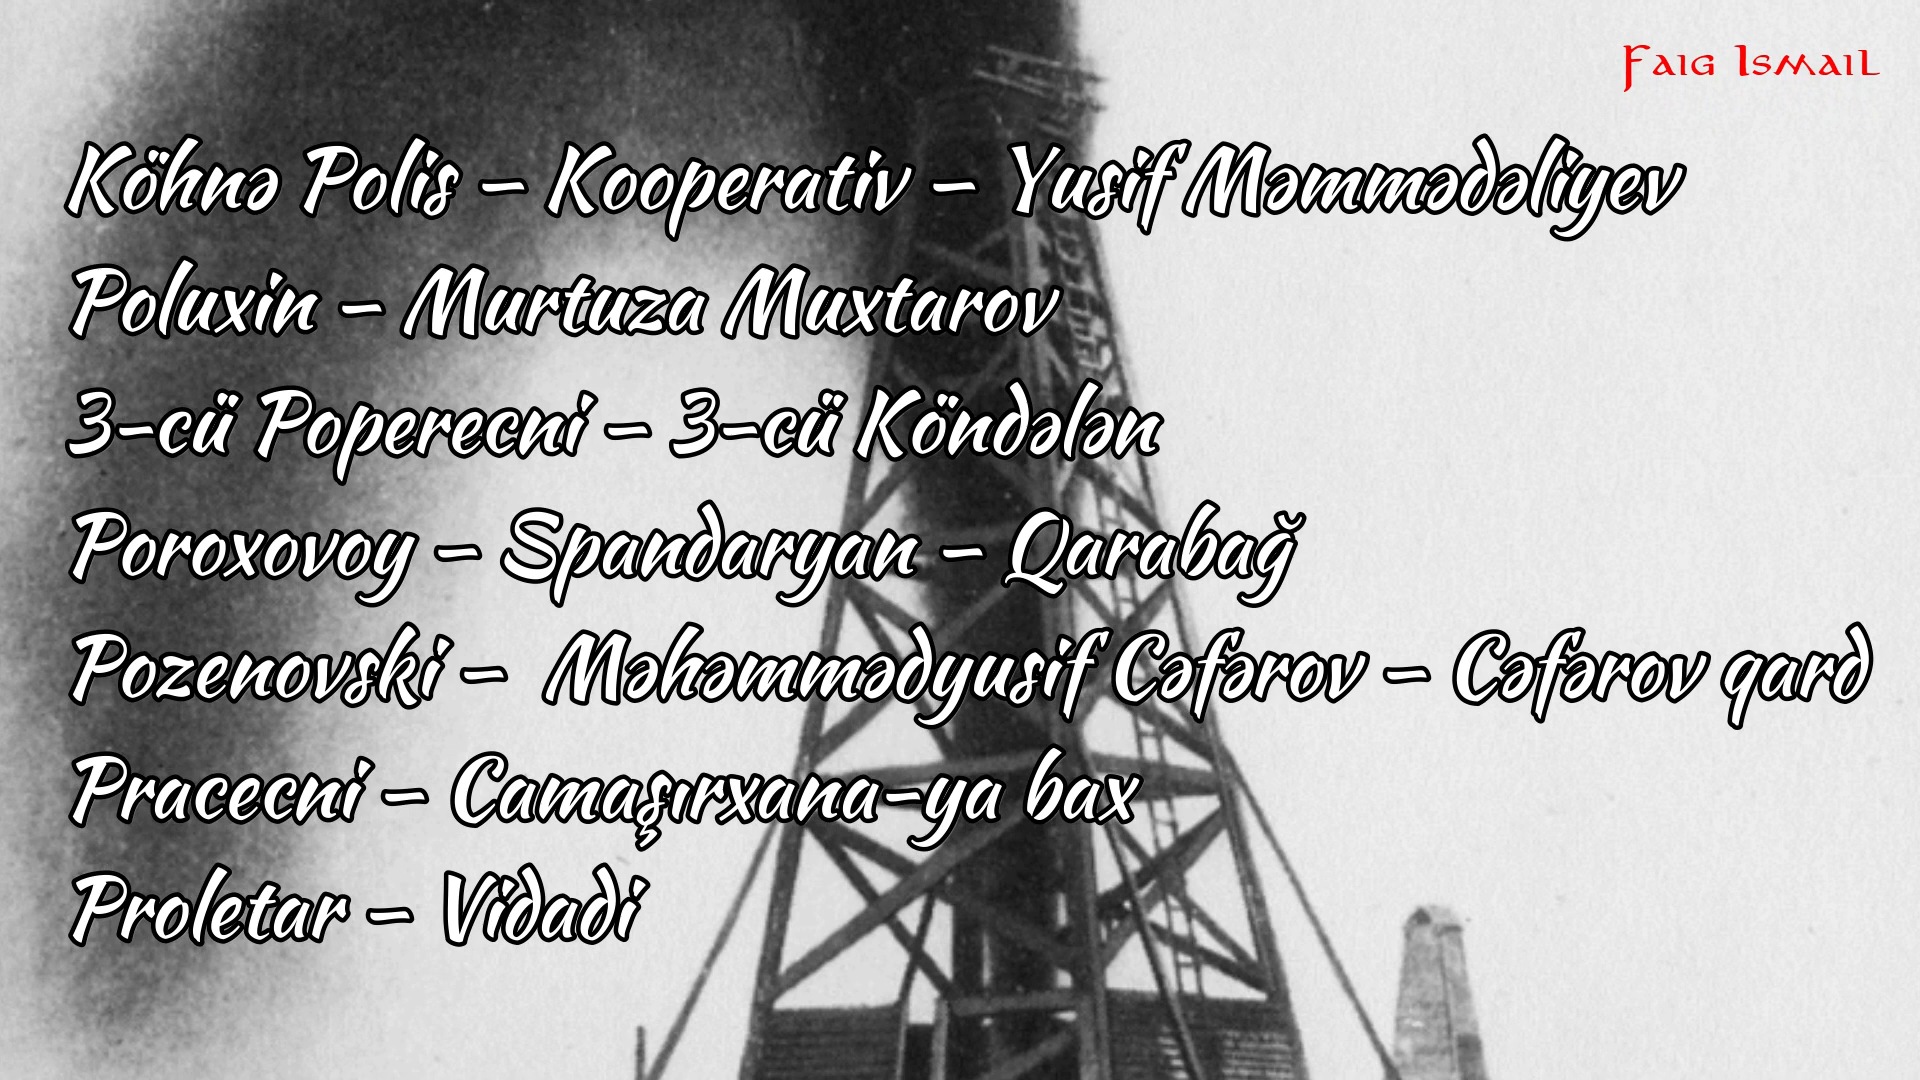 Faig Ismail
Köhnə Polis – Kooperativ – Yusif Məmmədəliyev
Poluxin – Murtuza Muxtarov
3-cü Poperecni – 3-cü Köndələn
Poroxovoy – Spandaryan – Qarabağ
Pozenovski – Məhəmmədyusif Cəfərov – Cəfərov qard
Pracecni – Camaşırxana-ya bax
Proletar – Vidadi